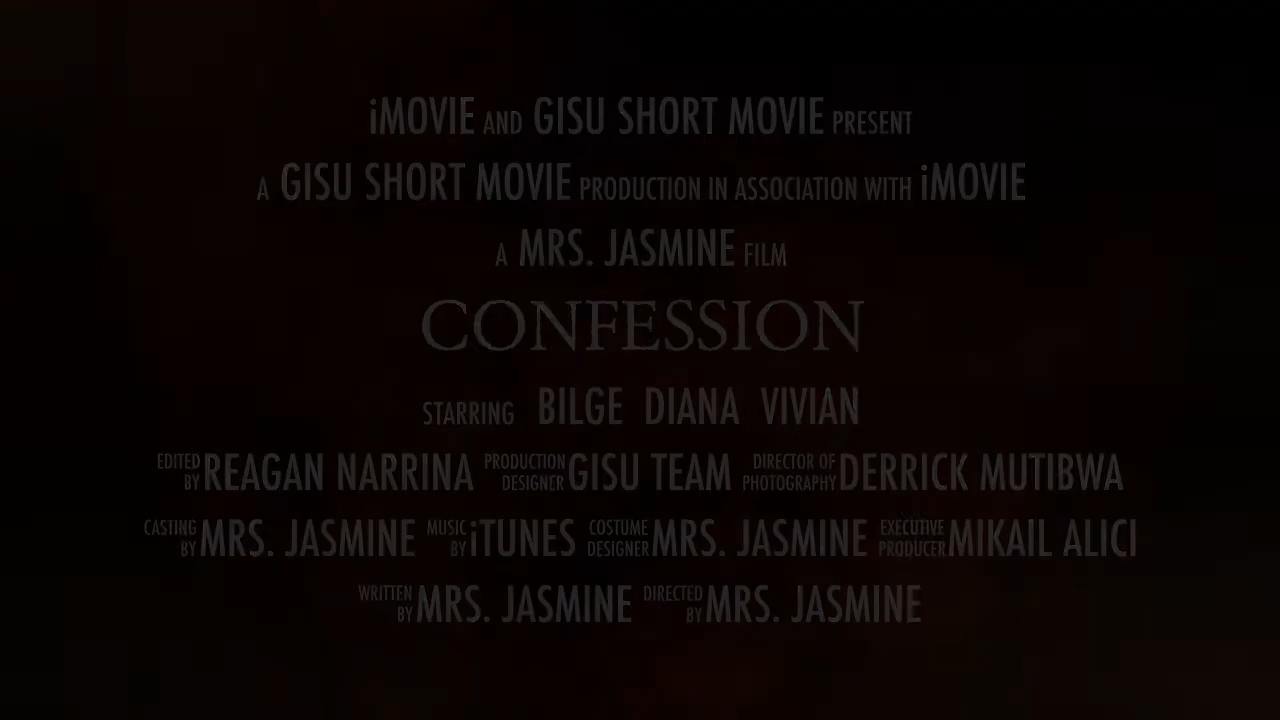 iMOVIE AND GISU SHORT MOVIE PRESENT
A GISU SHORT MOVIE PRODUCTION IN ASSOCIATION WITH iMOVIE
A MRS. JASMINE FILM
CONFESSION
STARRING BILGE DIANA VIVIAN
EDITED BY REAGAN NARRINA PRODUCTION DESIGNER GISU TEAM DIRECTOR OF PHOTOGRAPHY DERRICK MUTIBWA
CASTING BY MRS. JASMINE MUSIC BY iTUNES COSTUME DESIGNER MRS. JASMINE EXECUTIVE PRODUCER MIKAIL ALICI
WRITTEN BY MRS. JASMINE DIRECTED BY MRS. JASMINE